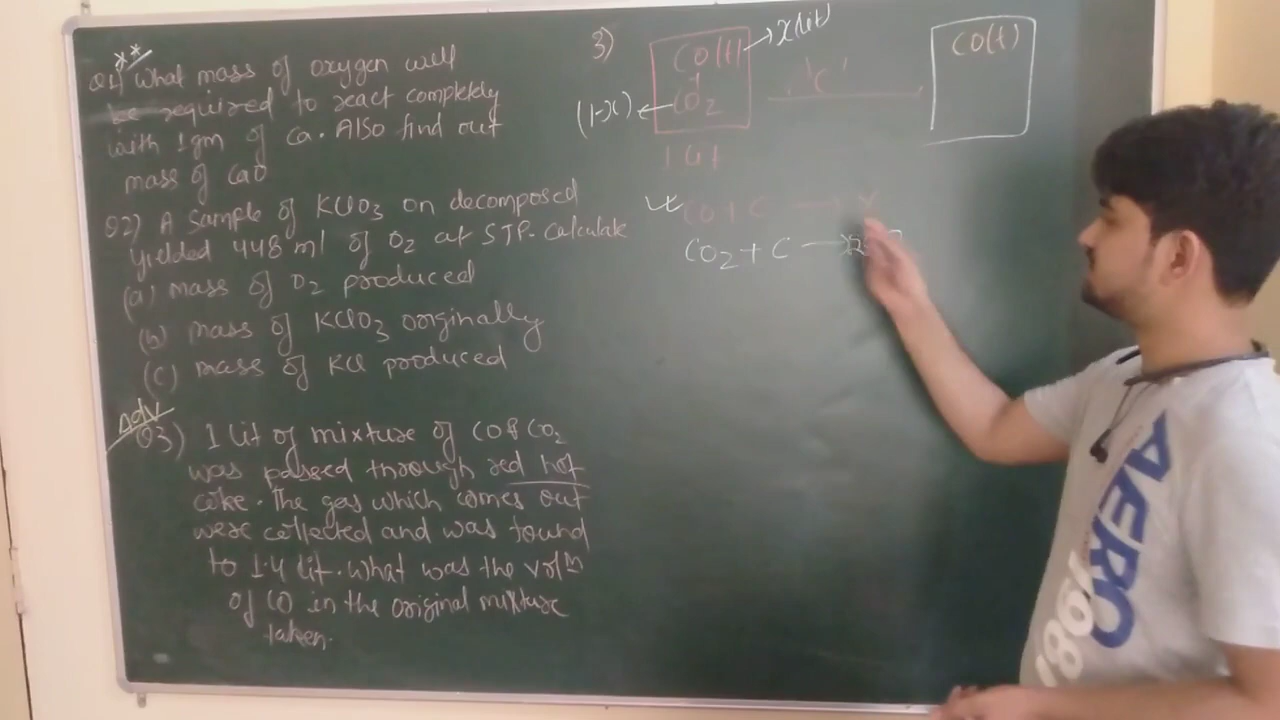 **
Q1) What mass of oxygen will
be required to react completely
with 1gm of Ca. Also find out
mass of CaO
Q2) A sample of KClO3 on decomposed
yielded 448 ml of O2 at STP. calculate
(a) mass of O2 produced
(b) mass of KClO3 originally
(c) mass of KCl produced
Adv
Q3) 1 lit of mixture of CO & CO2
was passed through red hot
coke. The gas which comes out
were collected and was found
to 1.4 lit. what was the volm
of CO in the original mixture
taken.
3)
CO(t) → x(lit)
(1-x) ← CO2
1 lit
'C'
CO(t)
CO + C → x
CO2 + C →
AERO
1981